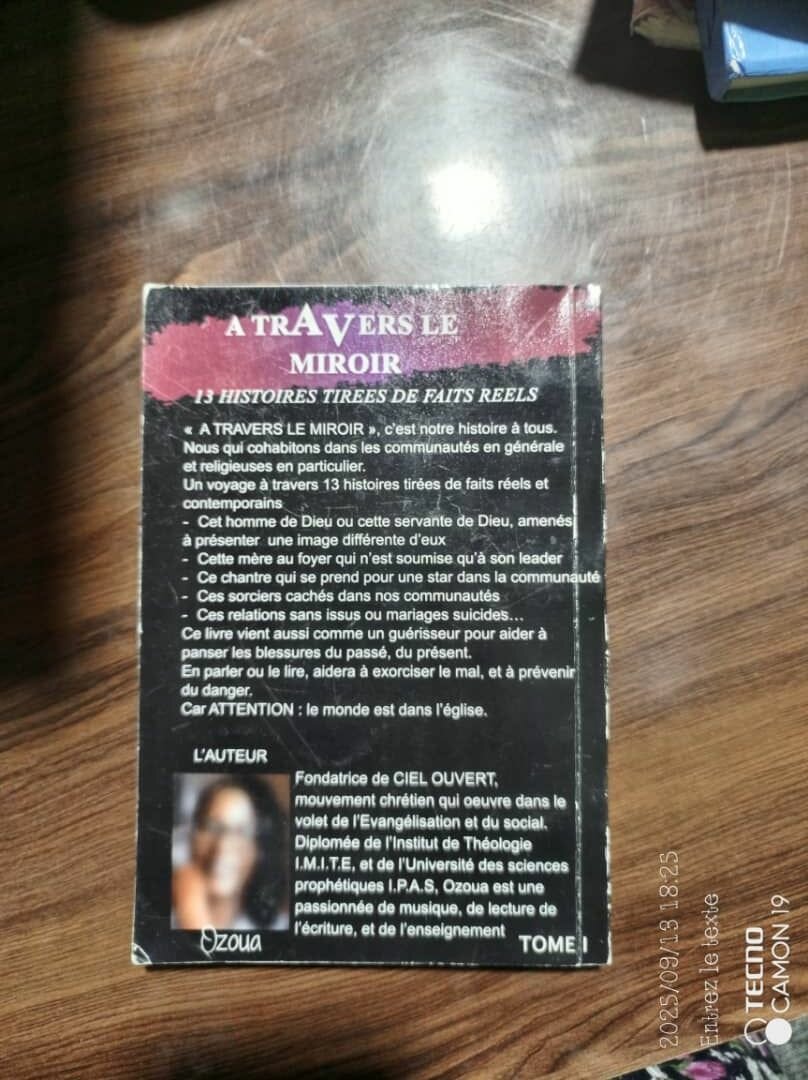 A TRAVERS LE
MIROIR
13 HISTOIRES TIREES DE FAITS REELS
« A TRAVERS LE MIROIR », c'est notre histoire à tous.
Nous qui cohabitons dans les communautés en générale
et religieuses en particulier.
Un voyage à travers 13 histoires tirées de faits réels et
contemporains
- Cet homme de Dieu ou cette servante de Dieu, amenés
à présenter une image différente d'eux
- Cette mère au foyer qui n'est soumise qu'à son leader
- Ce chantre qui se prend pour une star dans la communauté
- Ces sorciers cachés dans nos communautés
- Ces relations sans issus ou mariages suicides...
Ce livre vient aussi comme un guérisseur pour aider à
panser les blessures du passé, du présent.
En parler ou le lire, aidera à exorciser le mal, et à prévenir
du danger.
Car ATTENTION : le monde est dans l'église.
L'AUTEUR
Fondatrice de CIEL OUVERT,
mouvement chrétien qui oeuvre dans le
volet de l'Evangélisation et du social.
Diplomée de l'Institut de Théologie
I.M.I.T.E, et de l'Université des sciences
prophétiques I.P.A.S, Ozoua est une
passionnée de musique, de lecture de
l'écriture, et de l'enseignement
Ozoua
TOME I
2025/09/13 18:25
Entrez le texte
TECNO
CAMON 19